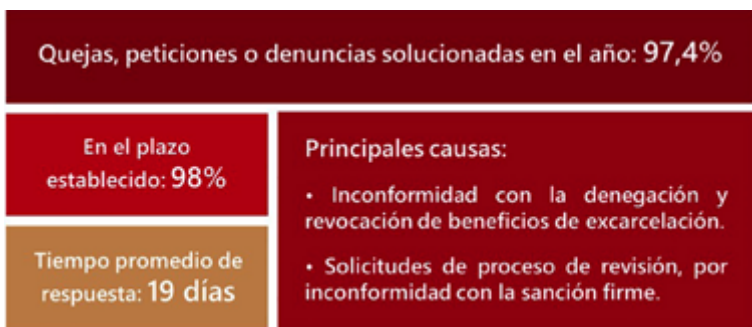 Quejas, peticiones o denuncias solucionadas en el año: 97,4%
En el plazo
establecido: 98%
Tiempo promedio de
respuesta: 19 días
Principales causas:
• Inconformidad con la denegación y
revocación de beneficios de excarcelación.
• Solicitudes de proceso de revisión, por
inconformidad con la sanción firme.